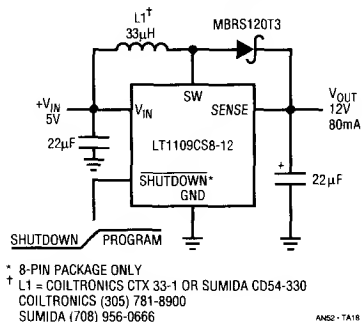 L1†
33µH
MBRS120T3
+VIN
5V
VIN
SW
SENSE
VOUT
12V
80mA
22µF
LT1109CS8-12
+
22µF
SHUTDOWN*
GND
SHUTDOWN
PROGRAM
* 8-PIN PACKAGE ONLY
† L1 = COILTRONICS CTX 33-1 OR SUMIDA CD54-330
COILTRONICS (305) 781-8900
SUMIDA (708) 956-0666
AN52 • TA18